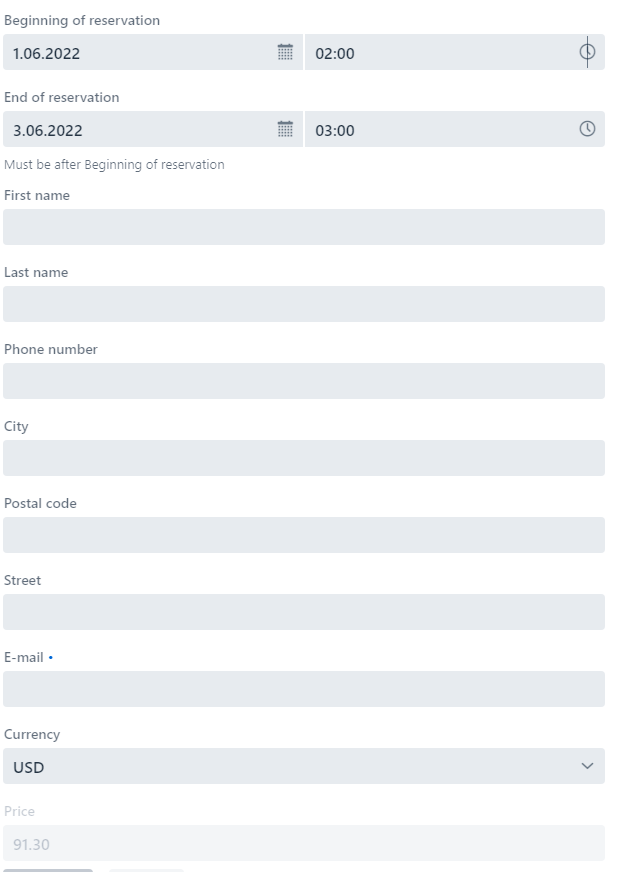 Beginning of reservation
1.06.2022 02:00
End of reservation
3.06.2022 03:00
Must be after Beginning of reservation
First name
Last name
Phone number
City
Postal code
Street
E-mail •
Currency
USD
Price
91.30